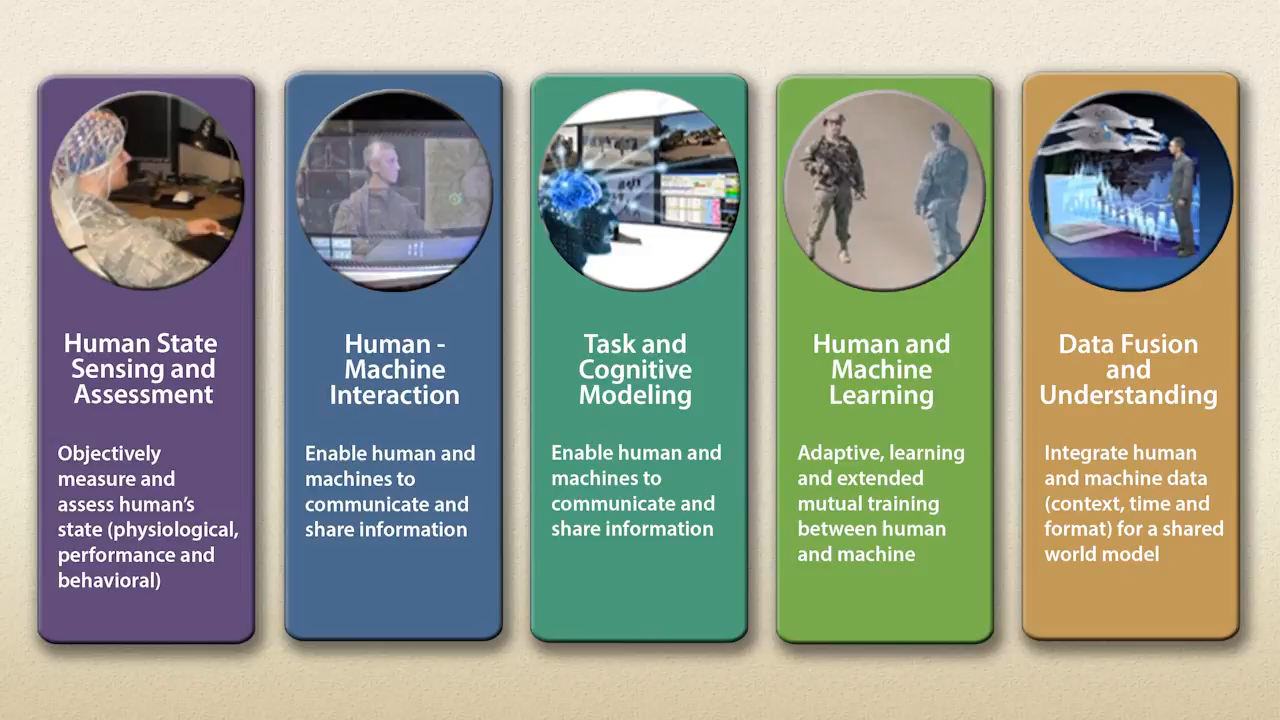 Human State
Sensing and
Assessment
Objectively
measure and
assess human's
state (physiological,
performance and
behavioral)
Human -
Machine
Interaction
Enable human and
machines to
communicate and
share information
Task and
Cognitive
Modeling
Enable human and
machines to
communicate and
share information
Human and
Machine
Learning
Adaptive, learning
and extended
mutual training
between human
and machine
Data Fusion
and
Understanding
Integrate human
and machine data
(context, time and
format) for a shared
world model